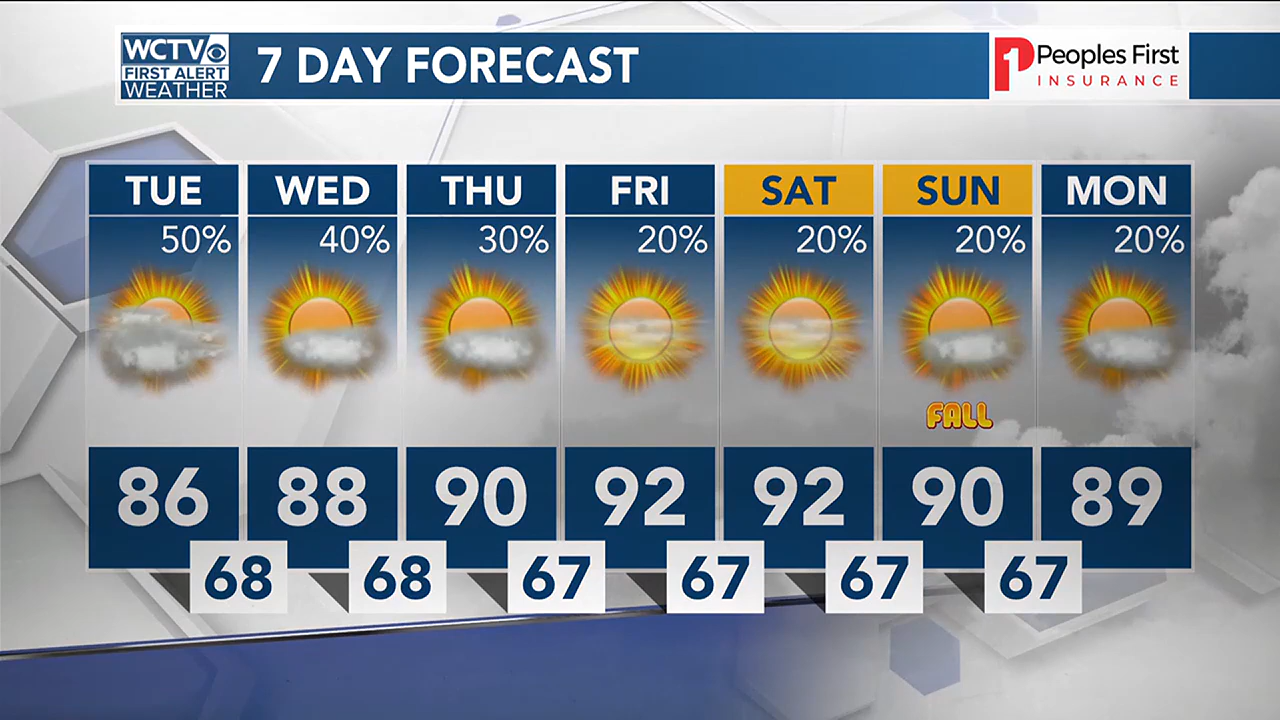 WCTV
FIRST ALERT
WEATHER
7 DAY FORECAST
1 Peoples First
INSURANCE
TUE WED THU FRI SAT SUN MON
50% 40% 30% 20% 20% 20% 20%
FALL
86 88 90 92 92 90 89
68 68 67 67 67 67